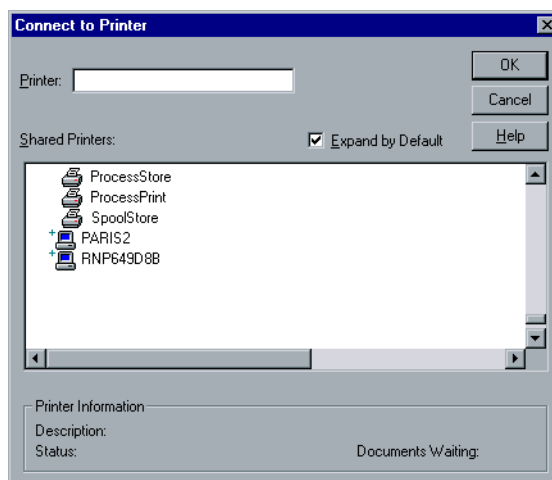 Connect to Printer
Printer:
OK
Cancel
Shared Printers:
Expand by Default
Help
ProcessStore
ProcessPrint
SpoolStore
PARIS2
RNP649D8B
Printer Information
Description:
Status:
Documents Waiting: